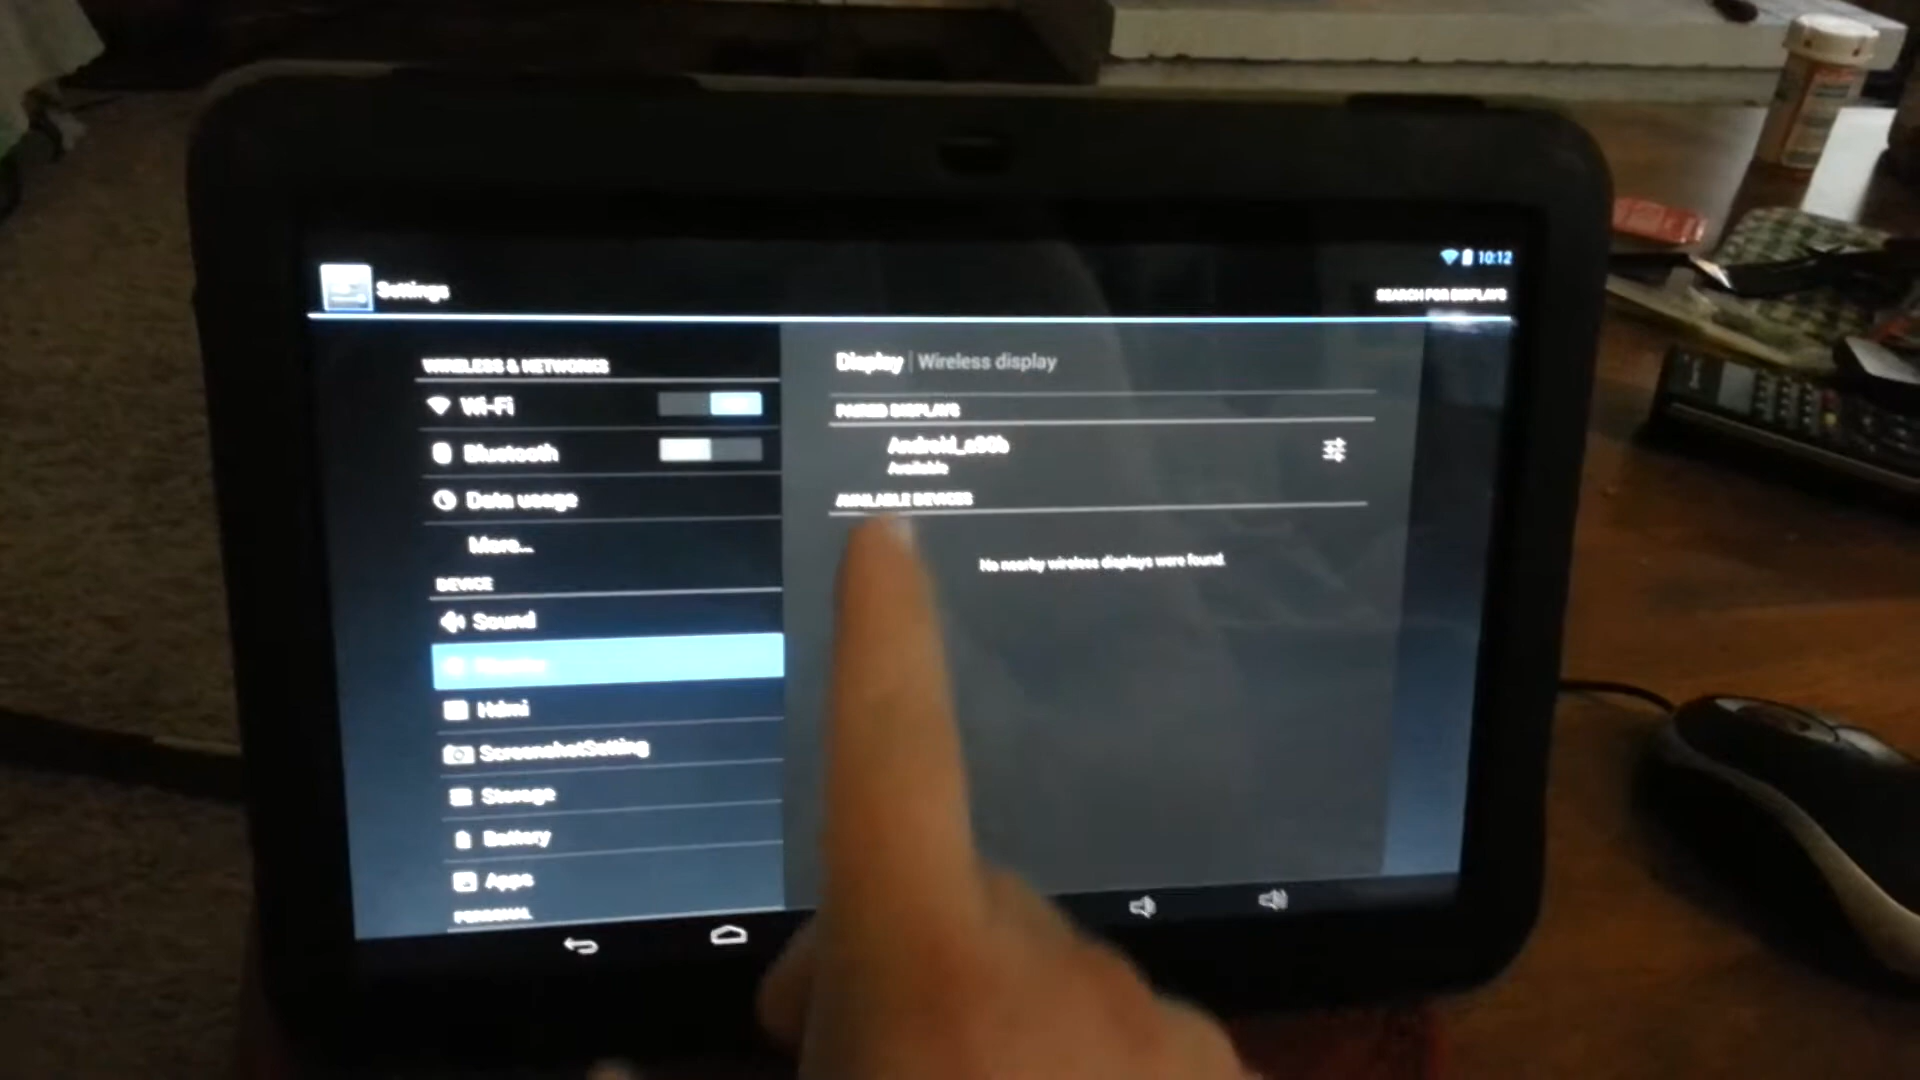 10:12
Settings
SEARCH FOR DISPLAYS
WIRELESS & NETWORKS
Wi-Fi
Bluetooth
Data usage
More...
DEVICE
Sound
Hdmi
ScreenshotSetting
Storage
Battery
Apps
PERSONAL
Display | Wireless display
PAIRED DISPLAYS
Available
AVAILABLE DEVICES
No nearby wireless displays were found.